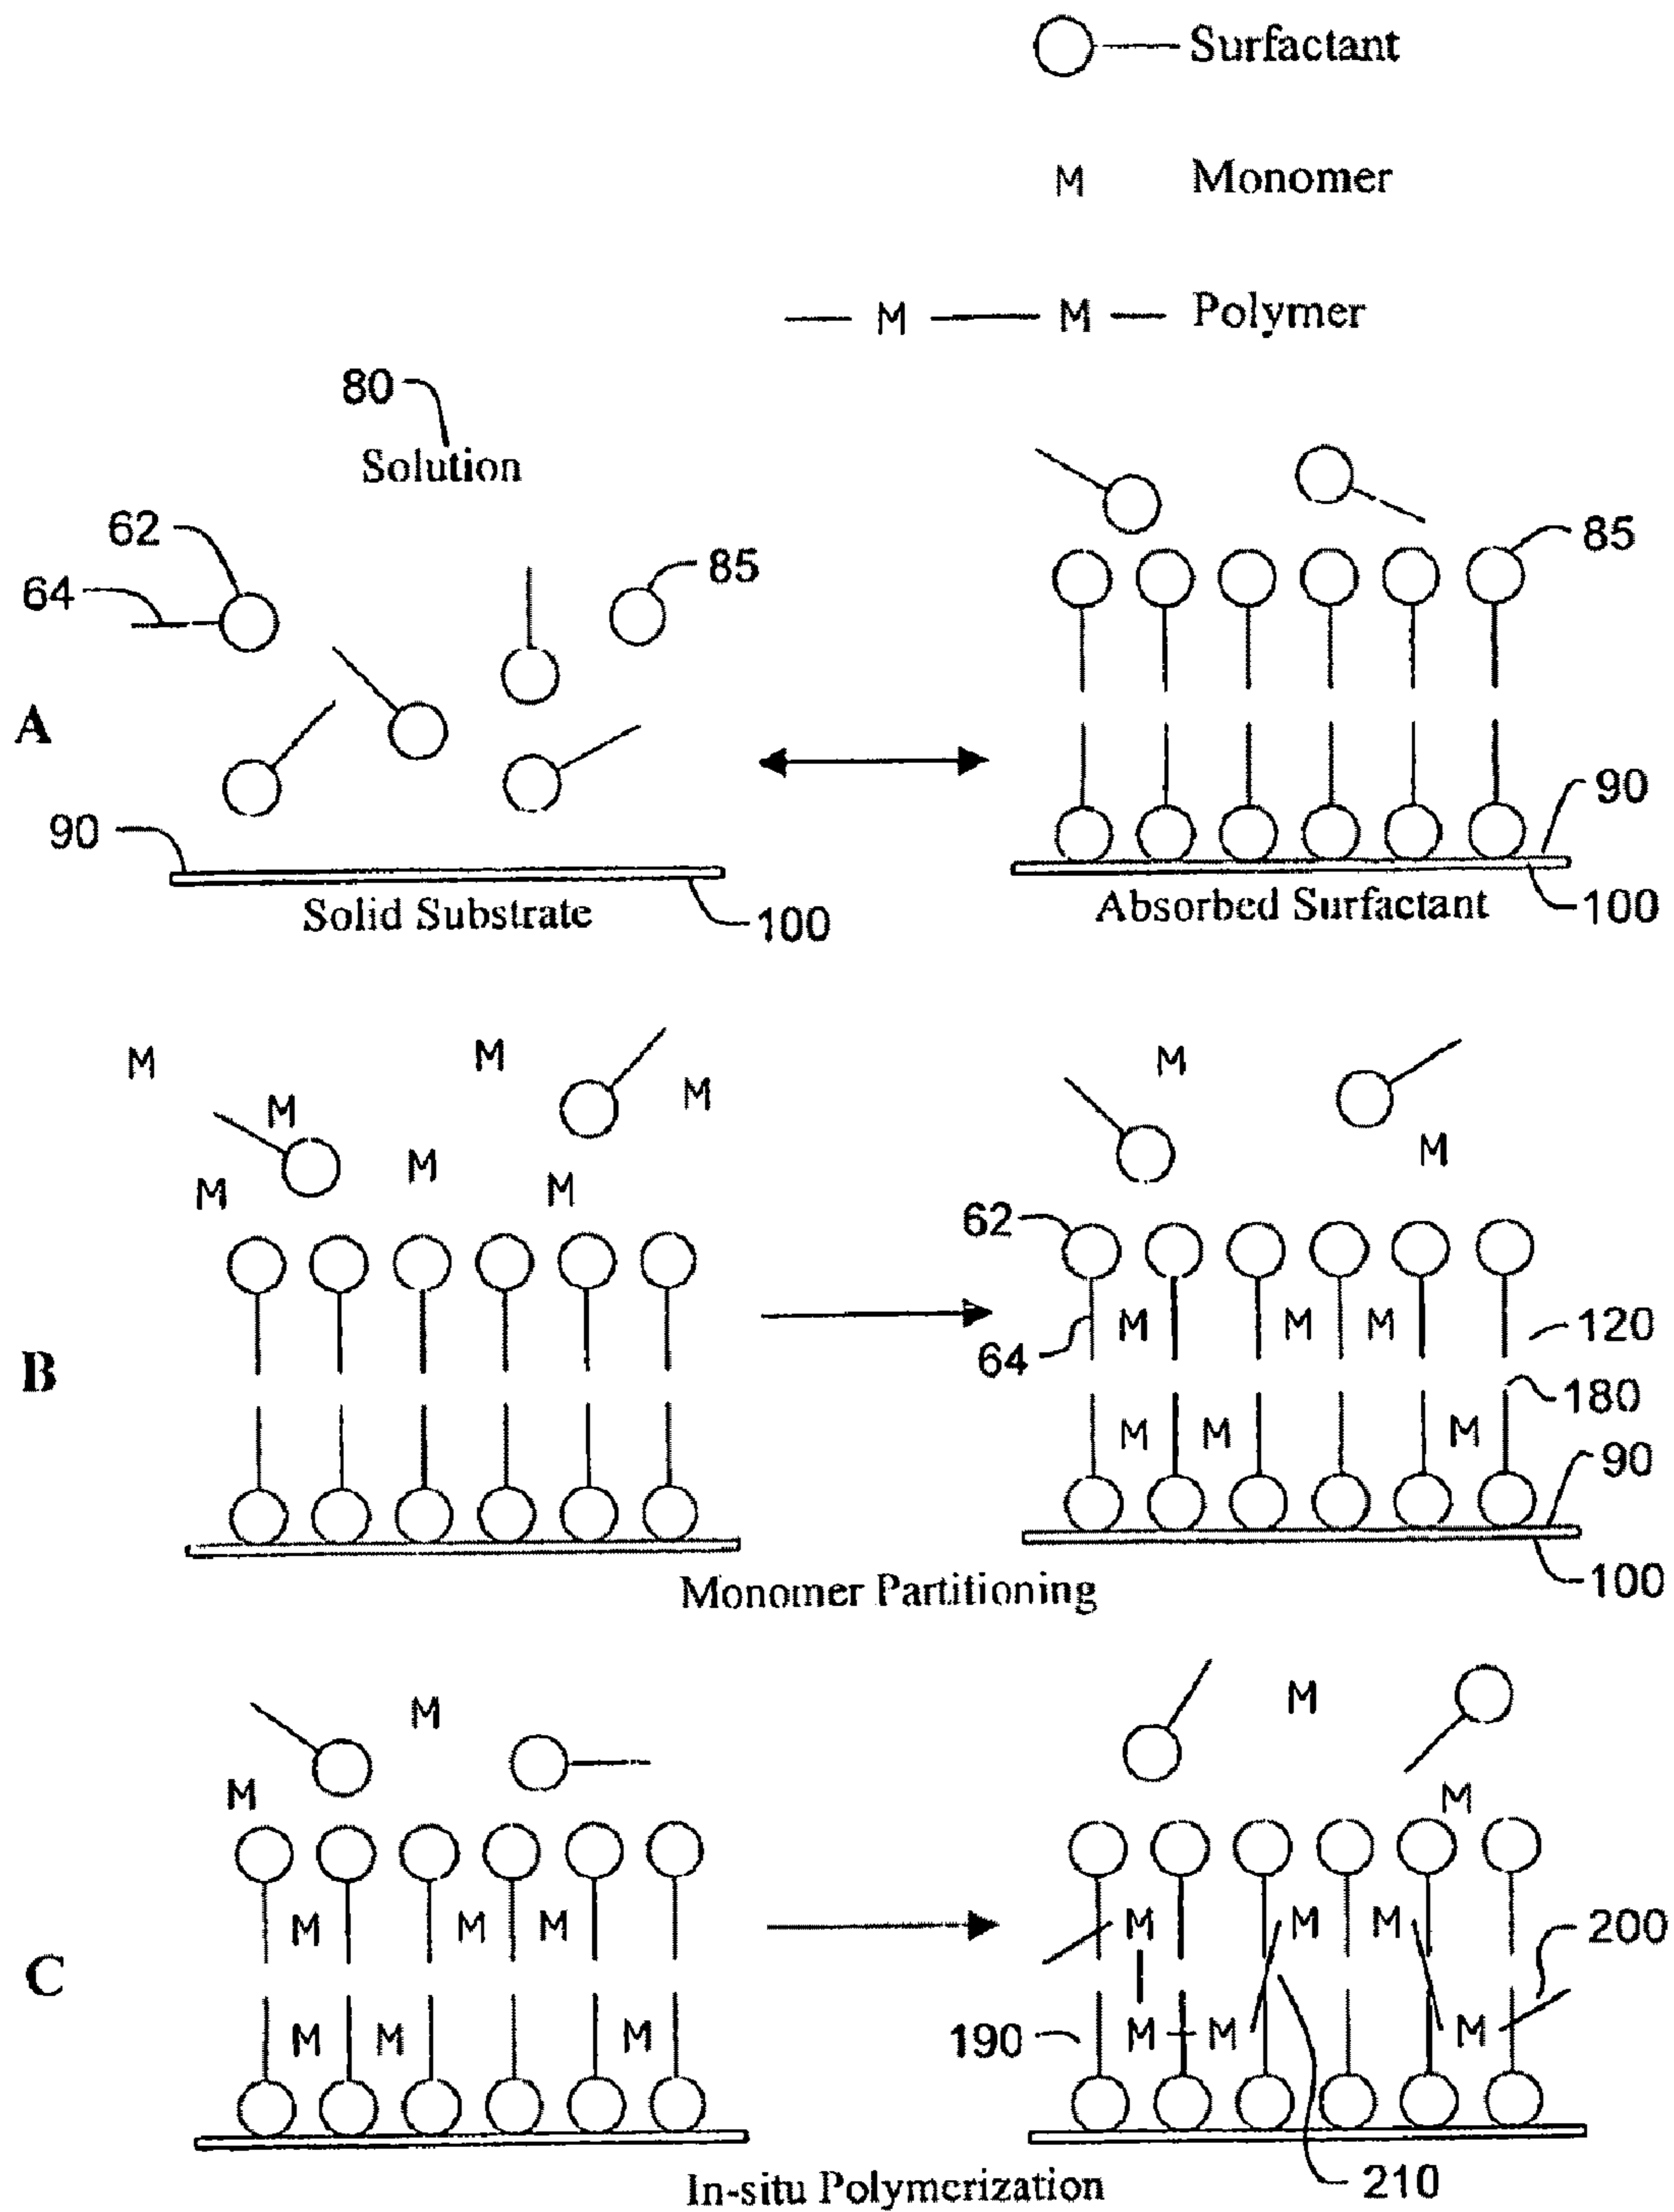 Surfactant
M Monomer
— M — M — Polymer
80
Solution
62
64
85
85
A
90
90
Solid Substrate
100
Absorbed Surfactant
100
M M M
M M
M M M M
62
B
M M M 120
64
180
M M M
90
100
Monomer Partitioning
M M
M M
M M M M M M
200
C
M M M 190 M M M
In-situ Polymerization
210